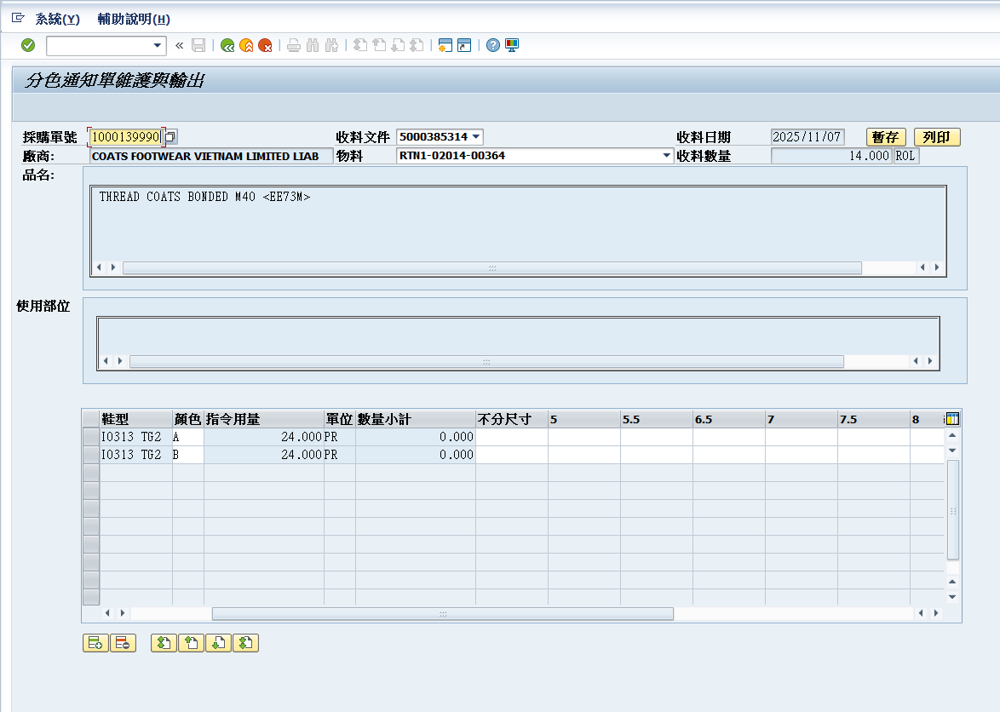 系統(Y) 輔助說明(H)
分色通知單維護與輸出
採購單號 1000139990 收料文件 5000385314 收料日期 2025/11/07 暫存 列印
廠商: COATS FOOTWEAR VIETNAM LIMITED LIAB 物料 RTN1-02014-00364 收料數量 14.000 ROL
品名:
THREAD COATS BONDED M40 <EE73M>
使用部位
鞋型 顏色 指令用量 單位 數量小計 不分尺寸 5 5.5 6.5 7 7.5 8
I0313 TG2 A 24.000 PR 0.000
I0313 TG2 B 24.000 PR 0.000